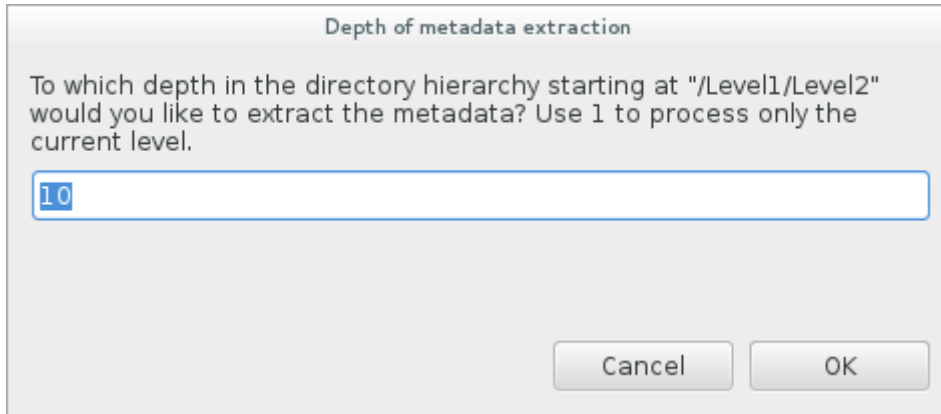 Depth of metadata extraction
To which depth in the directory hierarchy starting at "/Level1/Level2"
would you like to extract the metadata? Use 1 to process only the
current level.
10
Cancel
OK